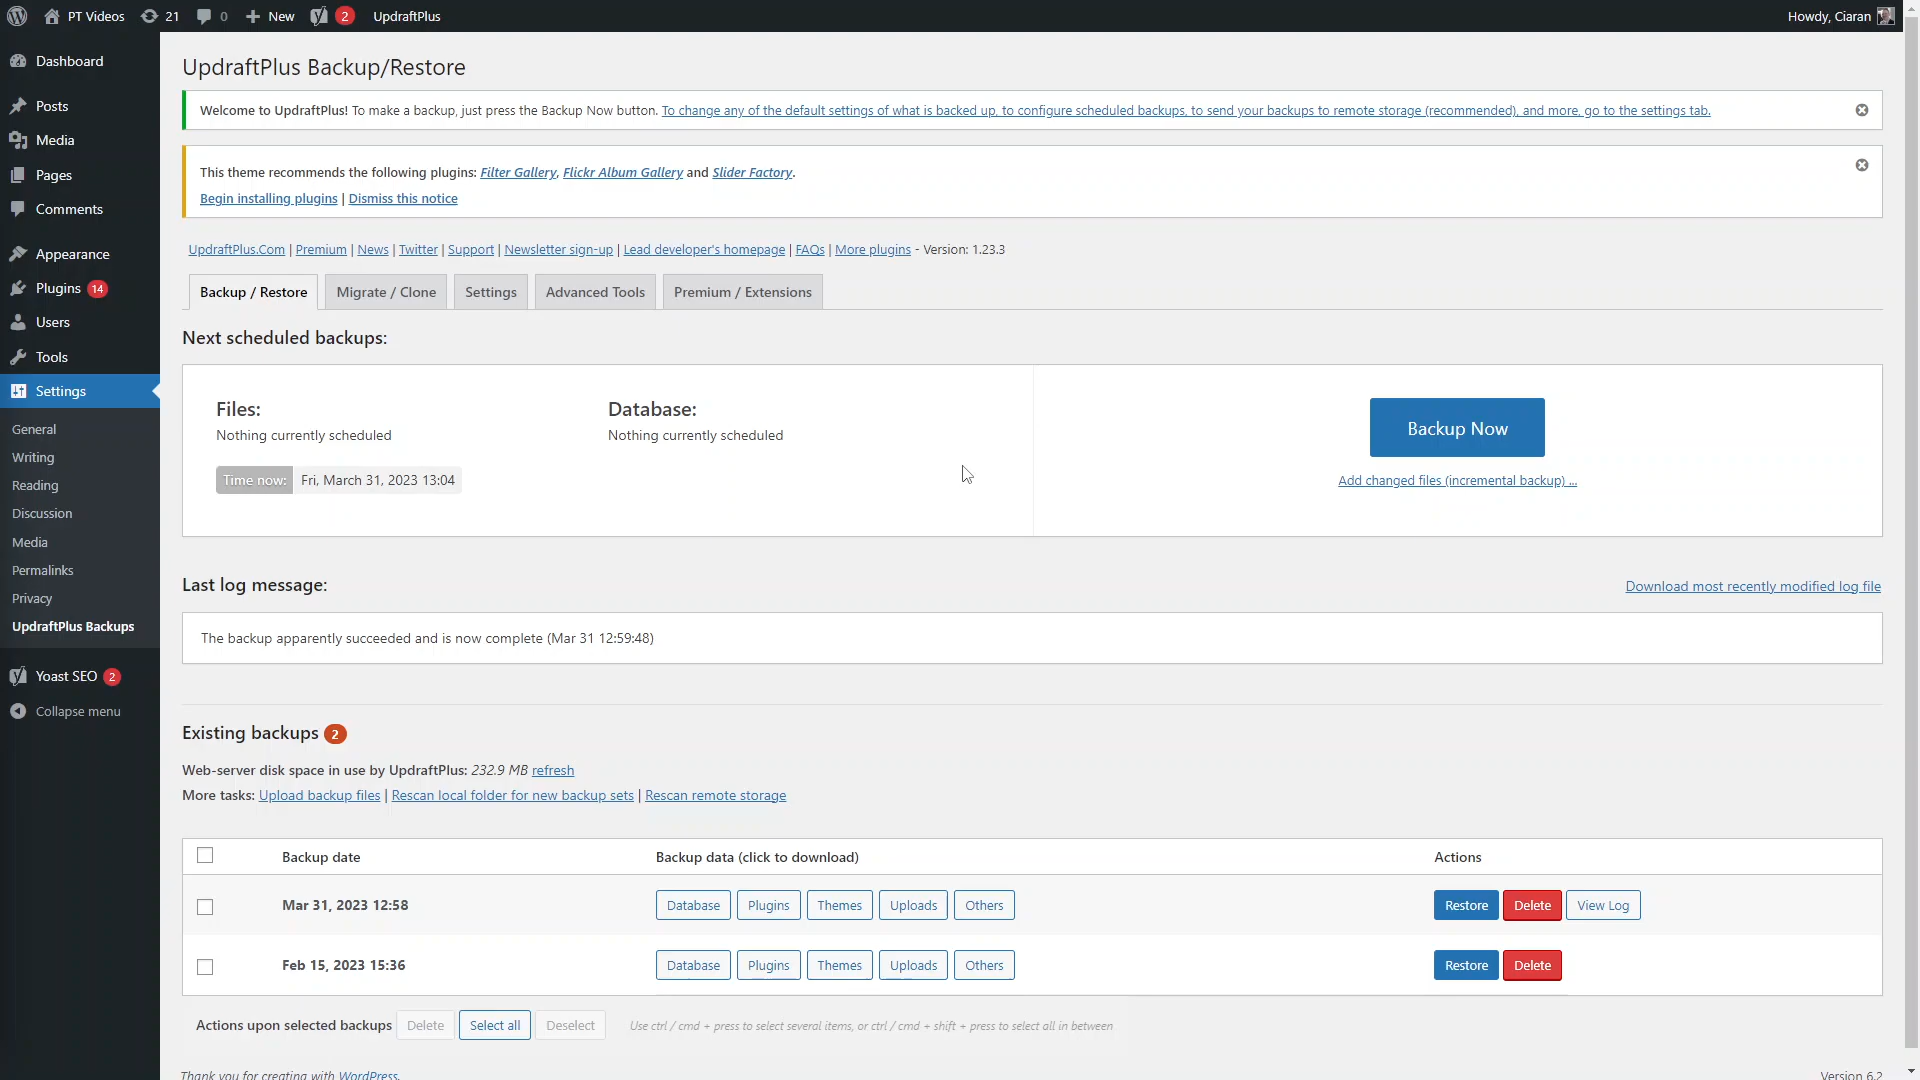 PT Videos 21 0 New 2 UpdraftPlus Howdy, Ciaran
Dashboard
Posts
Media
Pages
Comments
Appearance
Plugins 14
Users
Tools
Settings
General
Writing
Reading
Discussion
Media
Permalinks
Privacy
UpdraftPlus Backups
Yoast SEO 2
Collapse menu
UpdraftPlus Backup/Restore
Welcome to UpdraftPlus! To make a backup, just press the Backup Now button. To change any of the default settings of what is backed up, to configure scheduled backups, to send your backups to remote storage (recommended), and more, go to the settings tab.
This theme recommends the following plugins: Filter Gallery, Flickr Album Gallery and Slider Factory.
Begin installing plugins | Dismiss this notice
UpdraftPlus.Com | Premium | News | Twitter | Support | Newsletter sign-up | Lead developer's homepage | FAQs | More plugins - Version: 1.23.3
Backup / Restore Migrate / Clone Settings Advanced Tools Premium / Extensions
Next scheduled backups:
Files: Database:
Nothing currently scheduled Nothing currently scheduled
Time now: Fri, March 31, 2023 13:04
Backup Now
Add changed files (incremental backup) ...
Last log message: Download most recently modified log file
The backup apparently succeeded and is now complete (Mar 31 12:59:48)
Existing backups 2
Web-server disk space in use by UpdraftPlus: 232.9 MB refresh
More tasks: Upload backup files | Rescan local folder for new backup sets | Rescan remote storage
Backup date Backup data (click to download) Actions
Mar 31, 2023 12:58 Database Plugins Themes Uploads Others Restore Delete View Log
Feb 15, 2023 15:36 Database Plugins Themes Uploads Others Restore Delete
Actions upon selected backups Delete Select all Deselect Use ctrl / cmd + press to select several items, or ctrl / cmd + shift + press to select all in between
Thank you for creating with WordPress. Version 6.2